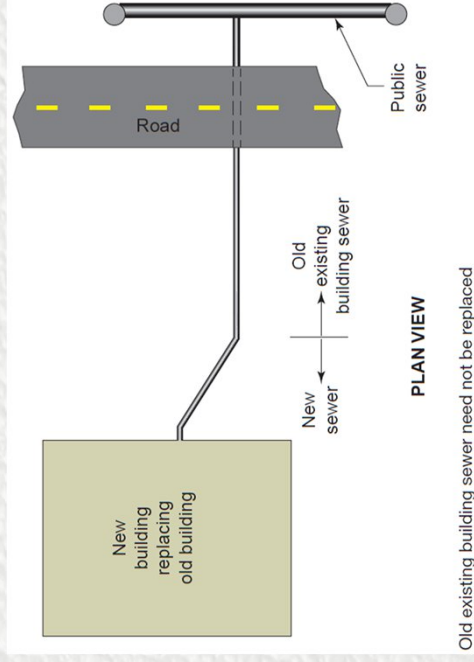 Road
Public
sewer
Old
existing
building sewer
New
sewer
New
building
replacing
old building
PLAN VIEW
Old existing building sewer need not be replaced